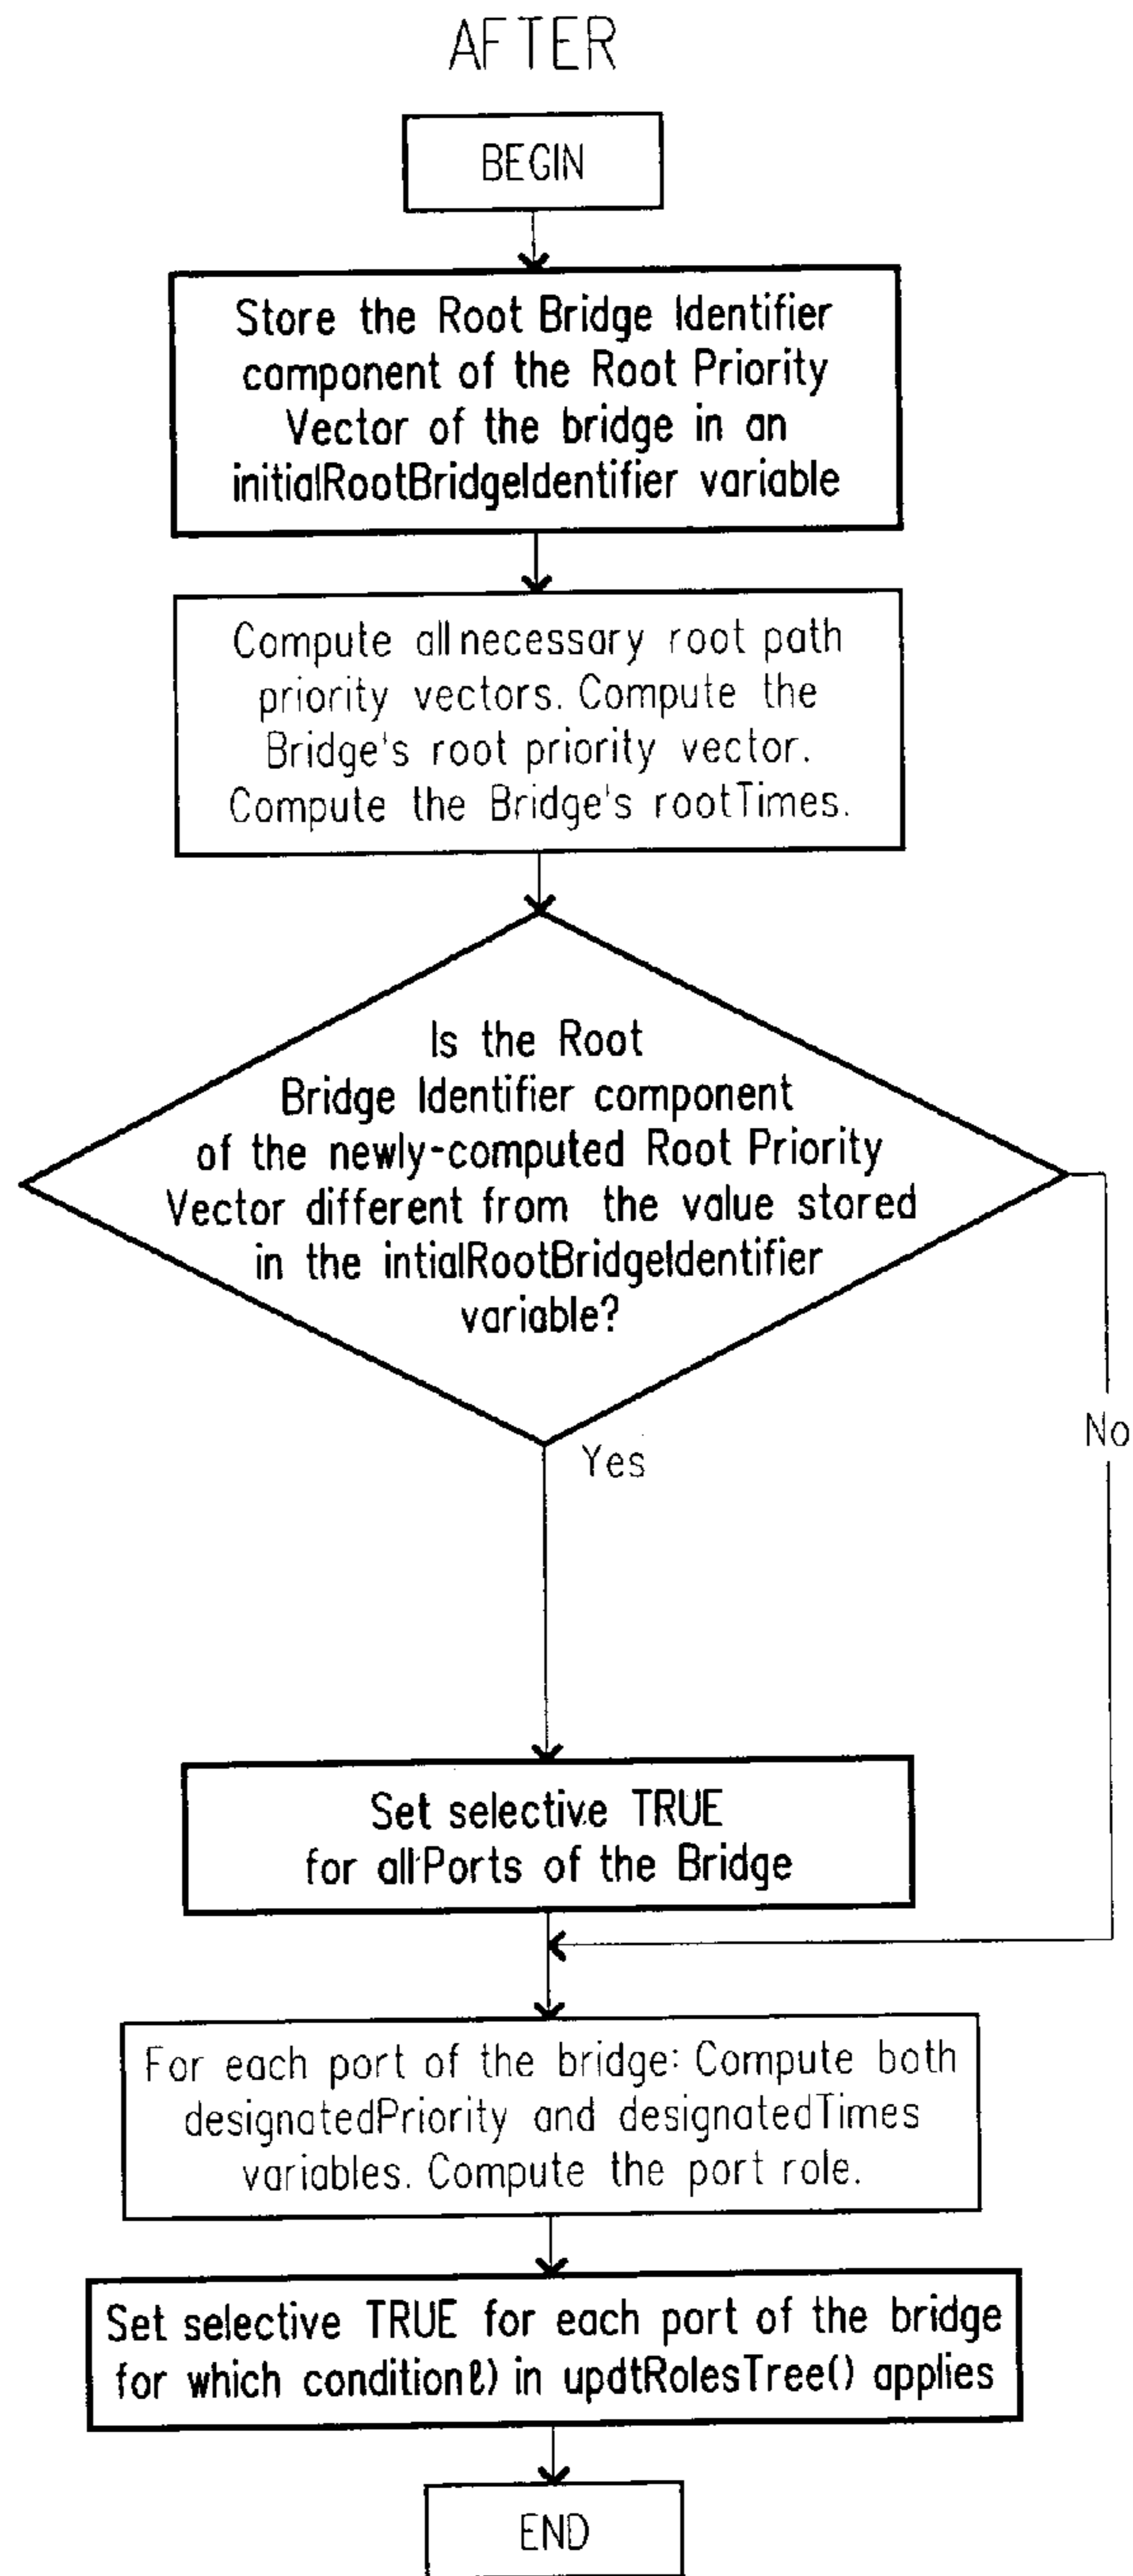 AFTER
BEGIN
Store the Root Bridge Identifier
component of the Root Priority
Vector of the bridge in an
initialRootBridgeIdentifier variable
Compute all necessary root path
priority vectors. Compute the
Bridge's root priority vector.
Compute the Bridge's rootTimes.
Is the Root
Bridge Identifier component
of the newly-computed Root Priority
Vector different from the value stored
in the intialRootBridgeIdentifier
variable?
No
Yes
Set selective TRUE
for all Ports of the Bridge
For each port of the bridge: Compute both
designatedPriority and designatedTimes
variables. Compute the port role.
Set selective TRUE for each port of the bridge
for which condition ℓ) in updtRolesTree() applies
END